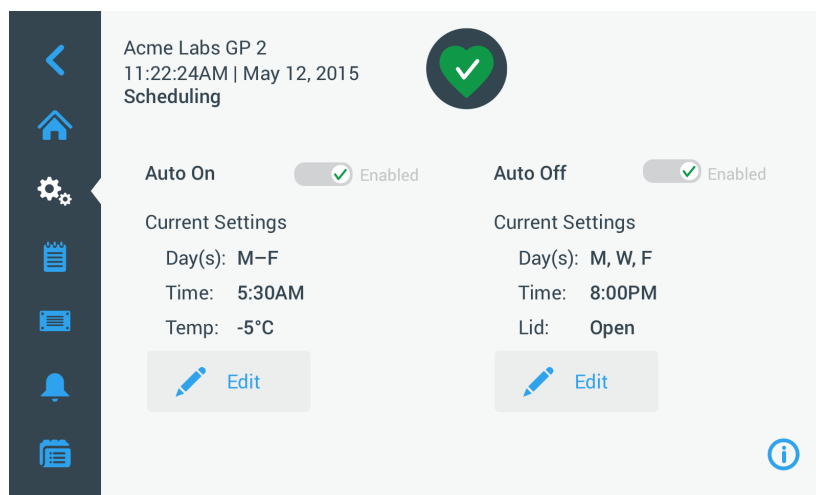 Acme Labs GP 2
11:22:24AM | May 12, 2015
Scheduling
Auto On Enabled
Current Settings
Day(s): M–F
Time: 5:30AM
Temp: -5°C
Edit
Auto Off Enabled
Current Settings
Day(s): M, W, F
Time: 8:00PM
Lid: Open
Edit